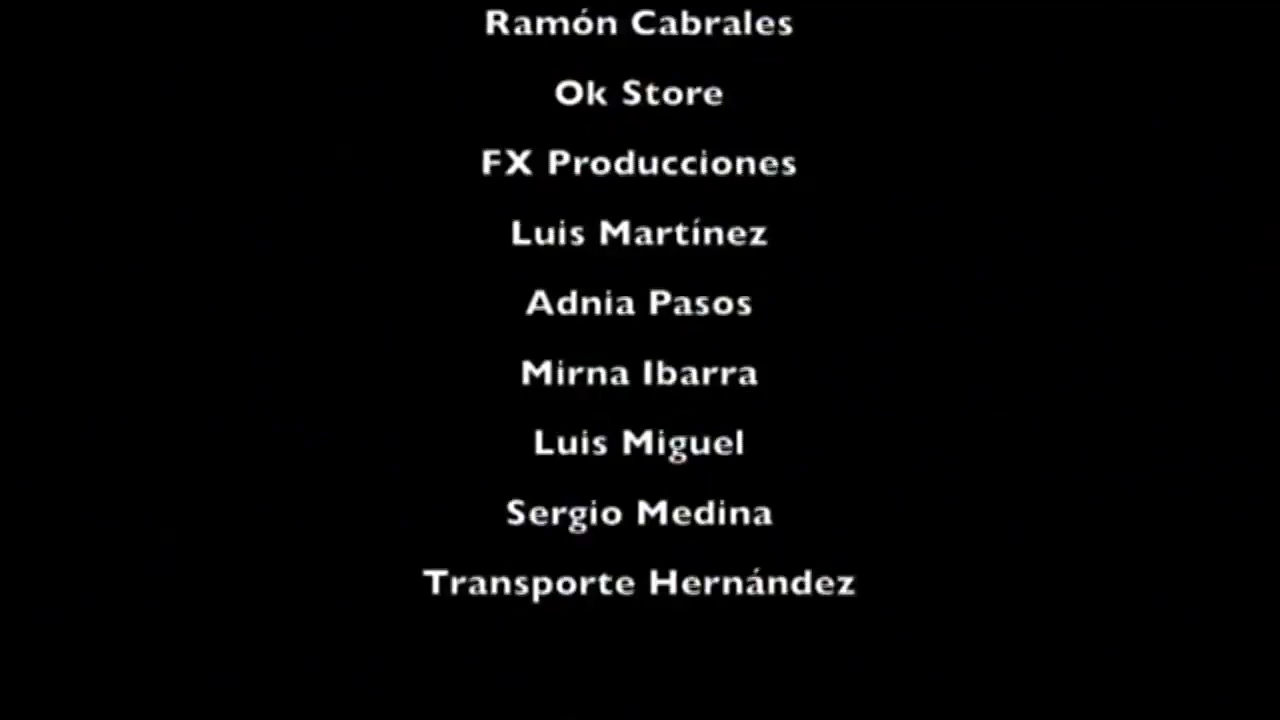 Ramón Cabrales
Ok Store
FX Producciones
Luis Martínez
Adnia Pasos
Mirna Ibarra
Luis Miguel
Sergio Medina
Transporte Hernández